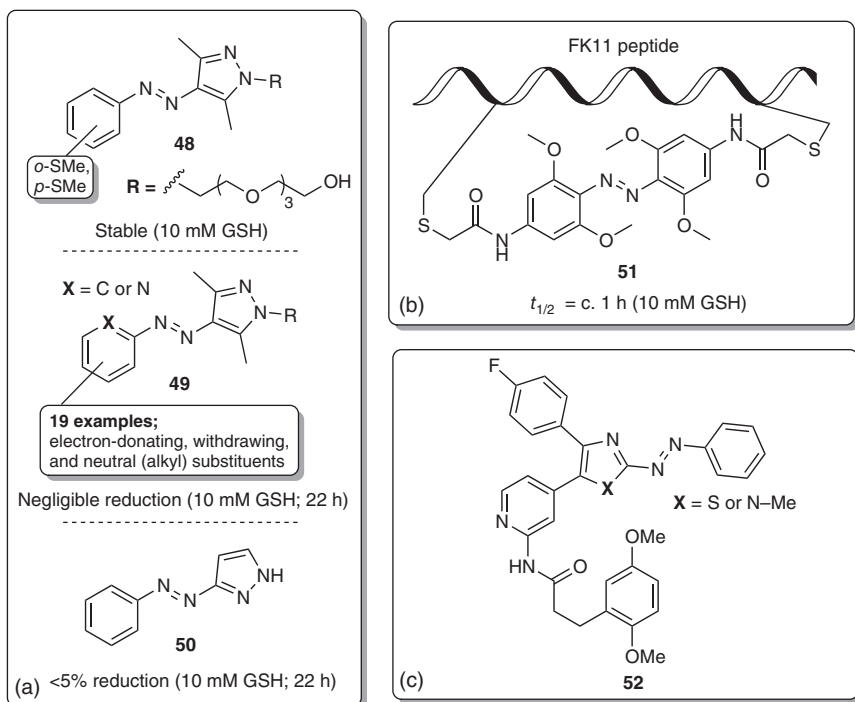 N
N
N
N
R
o-SMe,
p-SMe
48
R =
O
3
OH
Stable (10 mM GSH)
X = C or N
X
N
N
N
N
R
49
19 examples;
electron-donating, withdrawing,
and neutral (alkyl) substituents
Negligible reduction (10 mM GSH; 22 h)
N
N
NH
N
50
(a) <5% reduction (10 mM GSH; 22 h)
FK11 peptide
S
O
N
H
O
O
N
N
O
O
H
N
O
S
51
(b) t1/2 = c. 1 h (10 mM GSH)
F
N
X
N
N
X = S or N–Me
N
HN
O
OMe
OMe
(c) 52